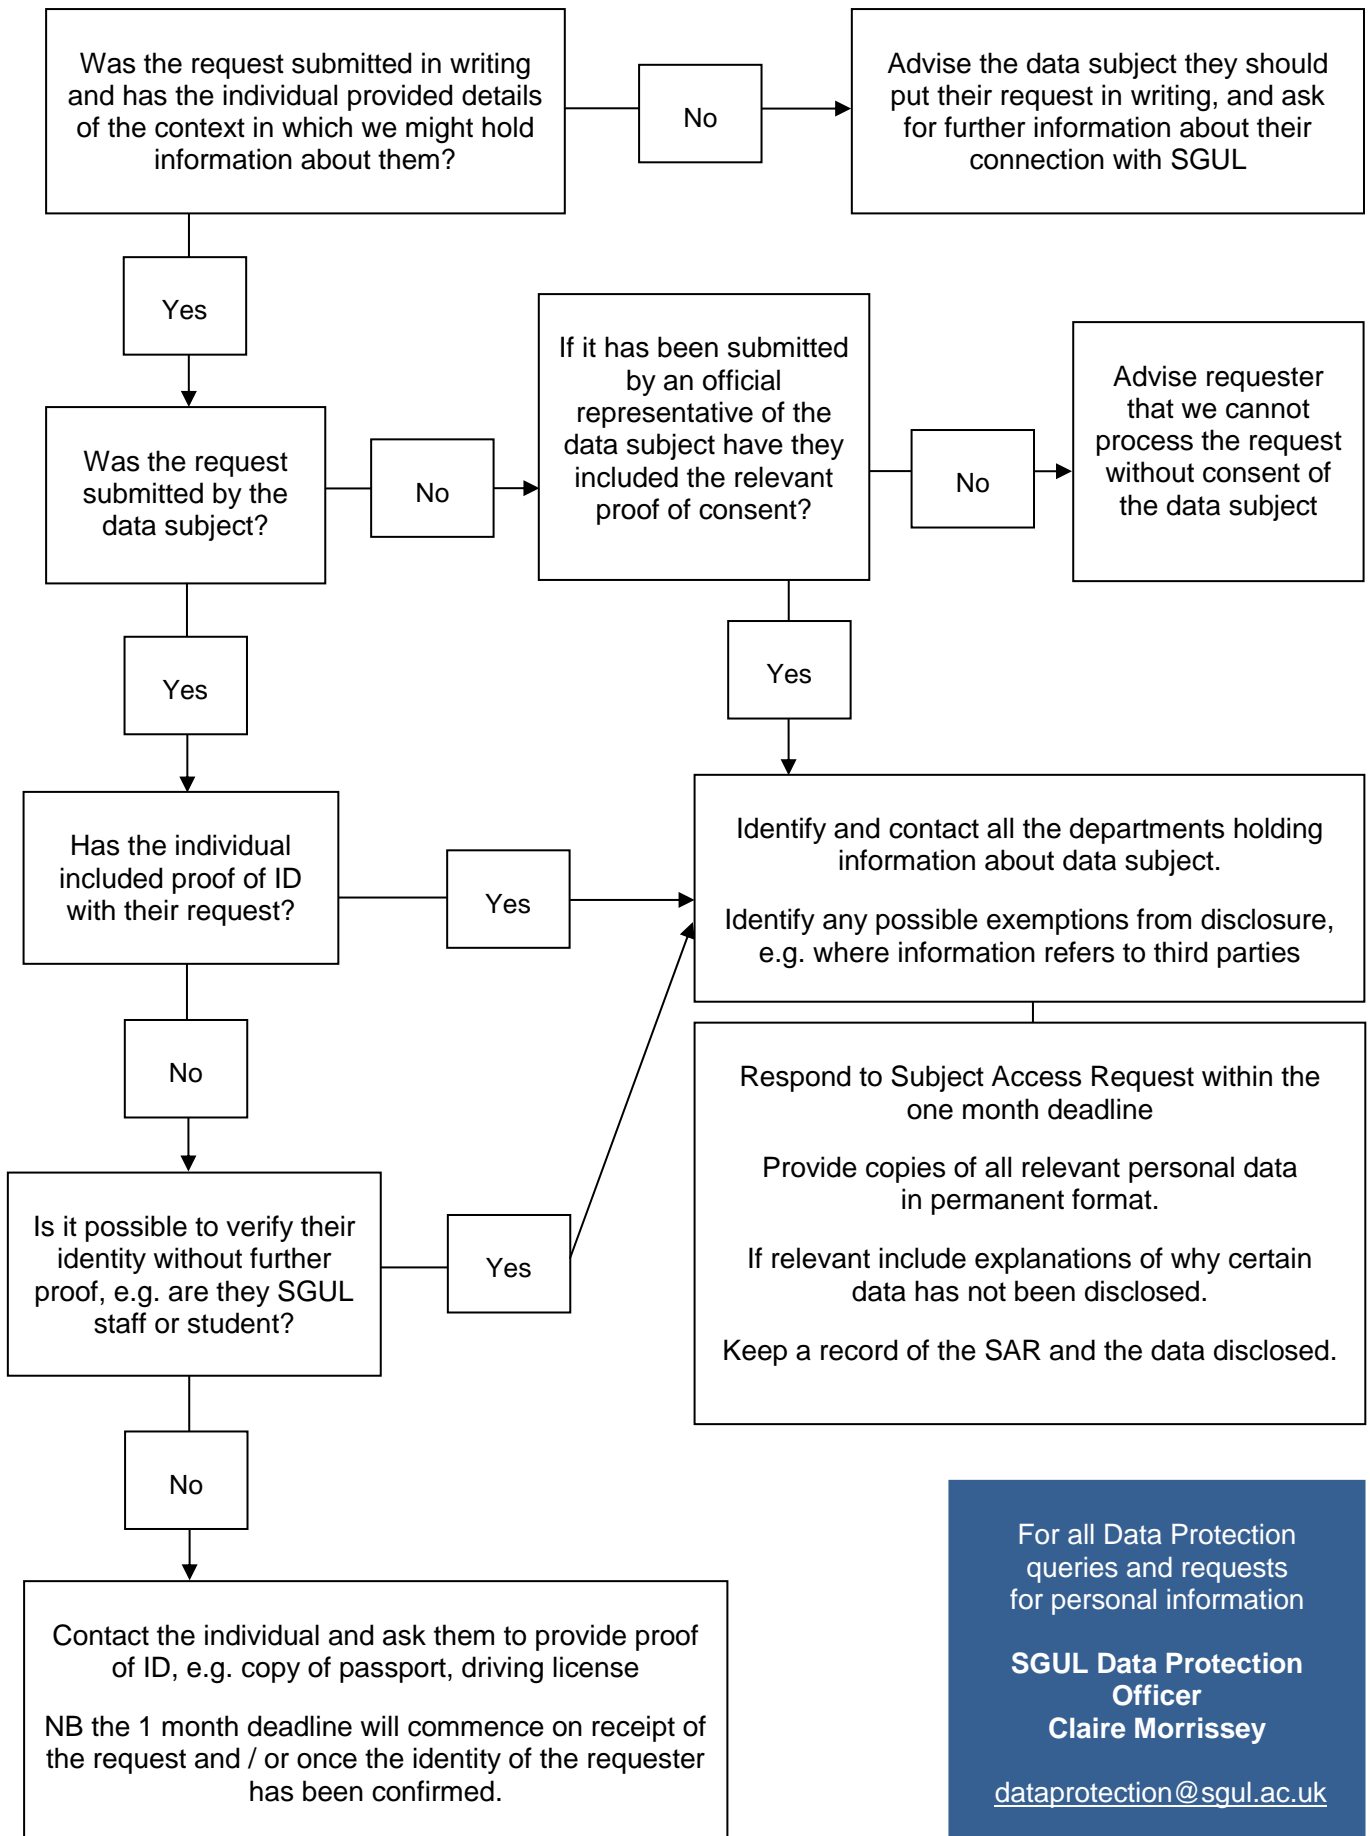 Was the request submitted in writing
and has the individual provided details
of the context in which we might hold
information about them?
No
Advise the data subject they should
put their request in writing, and ask
for further information about their
connection with SGUL
Yes
Was the request
submitted by the
data subject?
No
If it has been submitted
by an official
representative of the
data subject have they
included the relevant
proof of consent?
No
Advise requester
that we cannot
process the request
without consent of
the data subject
Yes
Yes
Has the individual
included proof of ID
with their request?
Yes
Identify and contact all the departments holding
information about data subject.
Identify any possible exemptions from disclosure,
e.g. where information refers to third parties
No
Respond to Subject Access Request within the
one month deadline
Provide copies of all relevant personal data
in permanent format.
If relevant include explanations of why certain
data has not been disclosed.
Keep a record of the SAR and the data disclosed.
Is it possible to verify their
identity without further
proof, e.g. are they SGUL
staff or student?
Yes
No
Contact the individual and ask them to provide proof
of ID, e.g. copy of passport, driving license
NB the 1 month deadline will commence on receipt of
the request and / or once the identity of the requester
has been confirmed.
For all Data Protection
queries and requests
for personal information
SGUL Data Protection
Officer
Claire Morrissey
dataprotection@sgul.ac.uk